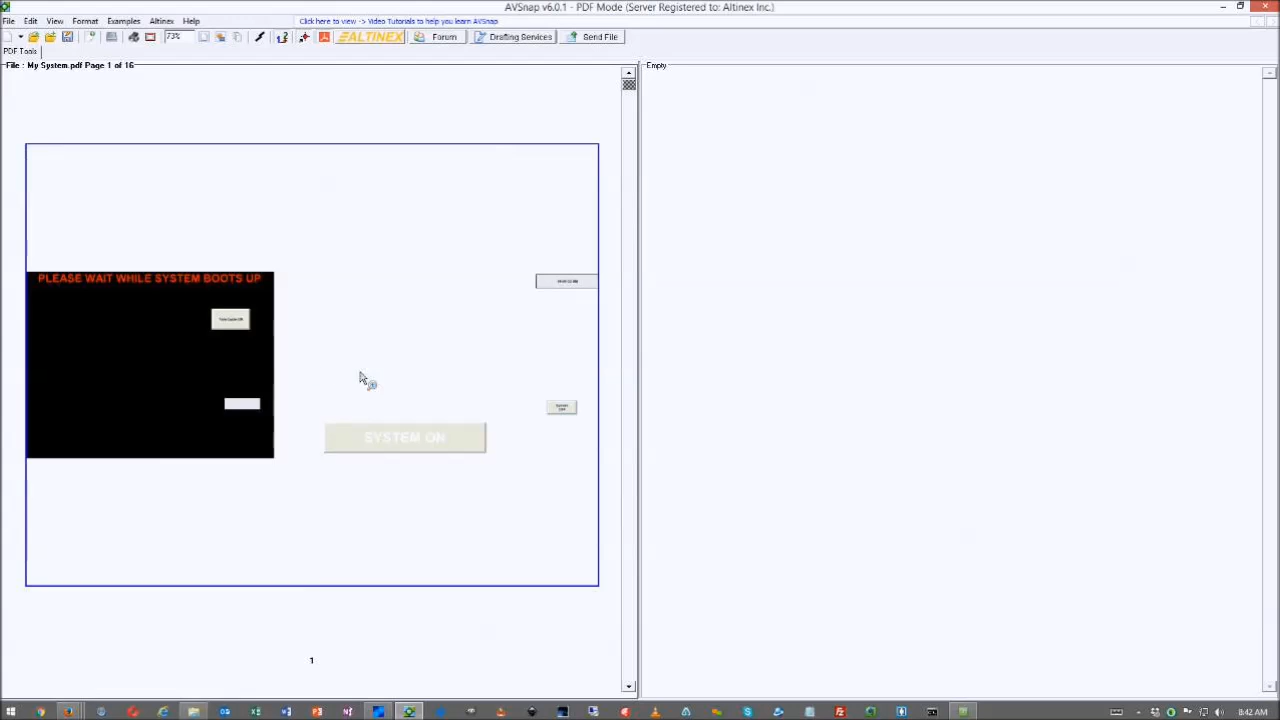 AVSnap v6.0.1 - PDF Mode (Server Registered to: Altinex Inc.)
File Edit View Format Examples Altinex Help Click here to view -> Video Tutorials to help you learn AVSnap
73% ALTINEX Forum Drafting Services Send File
PDF Tools
File : My System.pdf Page 1 of 16 Empty
PLEASE WAIT WHILE SYSTEM BOOTS UP
SYSTEM ON
1
8:42 AM